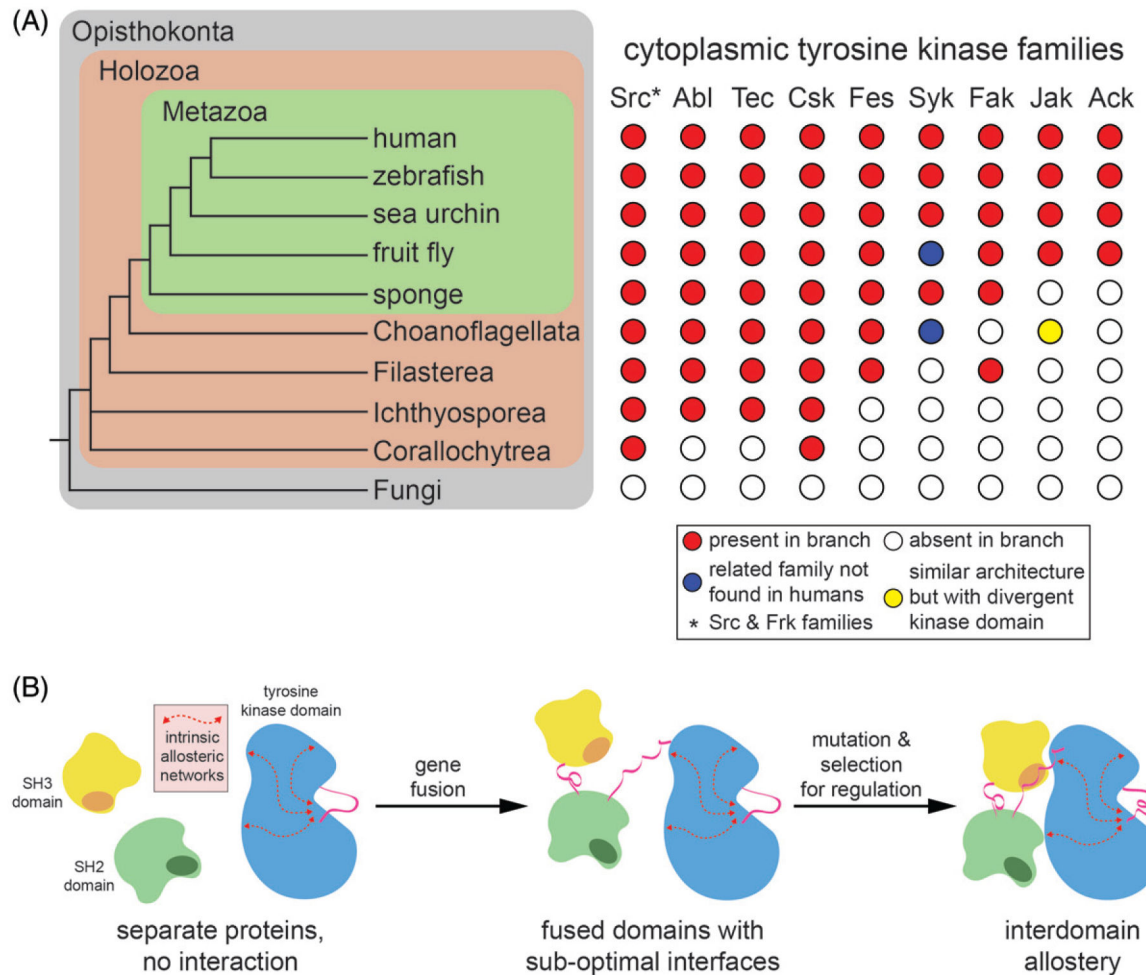 (A)
Opisthokonta
Holozoa
Metazoa
human
zebrafish
sea urchin
fruit fly
sponge
Choanoflagellata
Filasterea
Ichthyosporea
Corallochytrea
Fungi
cytoplasmic tyrosine kinase families
Src* Abl Tec Csk Fes Syk Fak Jak Ack
present in branch
absent in branch
related family not
found in humans
similar architecture
but with divergent
kinase domain
* Src & Frk families
(B)
SH3
domain
SH2
domain
intrinsic
allosteric
networks
tyrosine
kinase domain
separate proteins,
no interaction
gene
fusion
fused domains with
sub-optimal interfaces
mutation &
selection
for regulation
interdomain
allostery